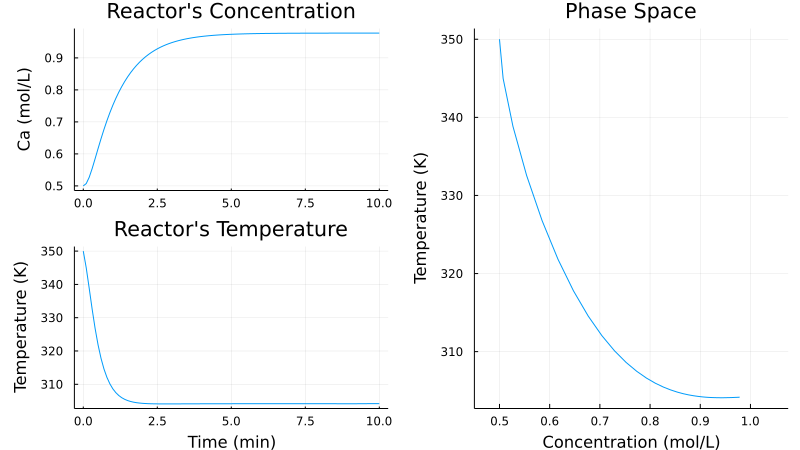 Reactor's Concentration
Ca (mol/L)
0.9
0.8
0.7
0.6
0.5
0.0 2.5 5.0 7.5 10.0
Reactor's Temperature
Temperature (K)
350
340
330
320
310
0.0 2.5 5.0 7.5 10.0
Time (min)
Phase Space
Temperature (K)
350
340
330
320
310
0.5 0.6 0.7 0.8 0.9 1.0
Concentration (mol/L)